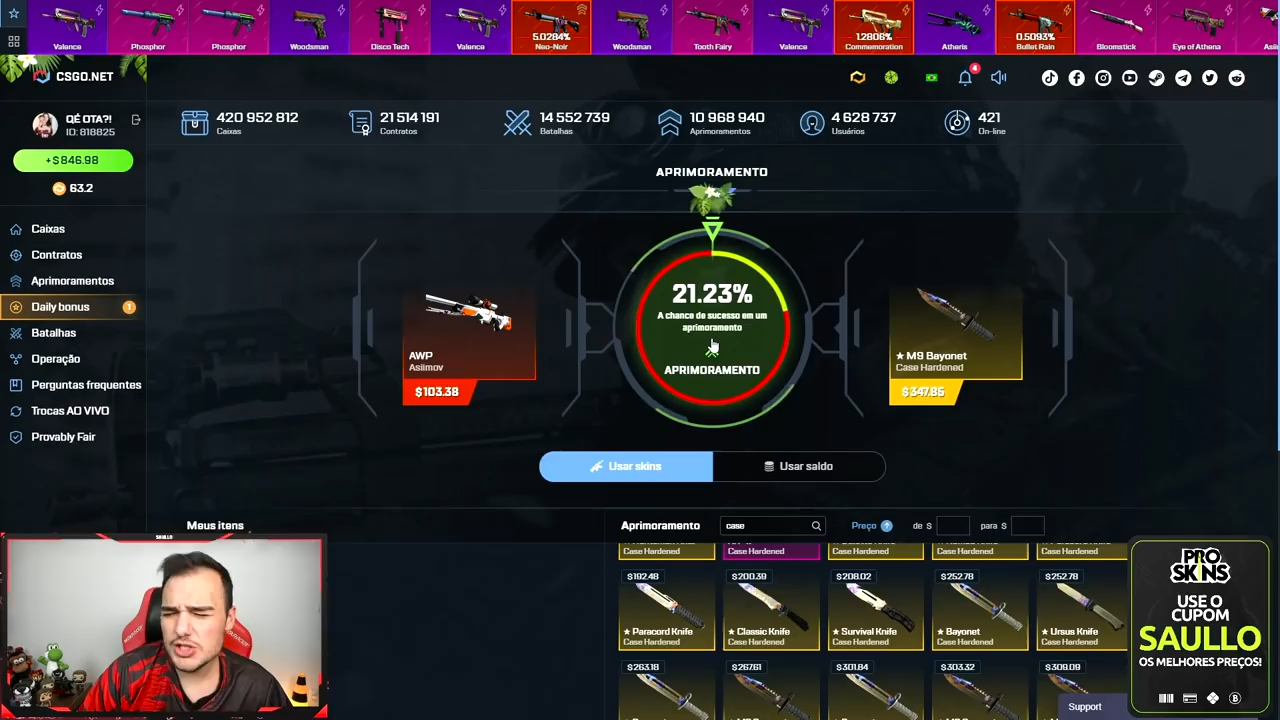 Valence
Phosphor
Phosphor
Woodsman
Disco Tech
Valence
5.0284%
Neo-Noir
Woodsman
Tooth Fairy
Valence
1.2806%
Commemoration
Atheris
0.5093%
Bullet Rain
Bloomstick
Eye of Athena
CSGO.NET
4
QÉ OTA?!
ID: 818825
+$846.98
63.2
420 952 812
Caixas
21 514 191
Contratos
14 552 739
Batalhas
10 968 940
Aprimoramentos
4 628 737
Usuários
421
On-line
Caixas
Contratos
Aprimoramentos
Daily bonus 1
Batalhas
Operação
Perguntas frequentes
Trocas AO VIVO
Provably Fair
APRIMORAMENTO
AWP
Asiimov
$103.38
21.23%
A chance de sucesso em um
aprimoramento
APRIMORAMENTO
★ M9 Bayonet
Case Hardened
$347.85
Usar skins
Usar saldo
Meus itens
Aprimoramento
case
Preço
de $
para $
Case Hardened
Case Hardened
Case Hardened
Case Hardened
Case Hardened
$192.48
★ Paracord Knife
Case Hardened
$200.39
★ Classic Knife
Case Hardened
$208.02
★ Survival Knife
Case Hardened
$252.78
★ Bayonet
Case Hardened
$252.78
★ Ursus Knife
Case Hardened
$263.18
$267.61
$301.84
$303.32
$309.09
Support
SAULLO
PRO
SKINS
USE O
CUPOM
SAULLO
OS MELHORES PREÇOS!